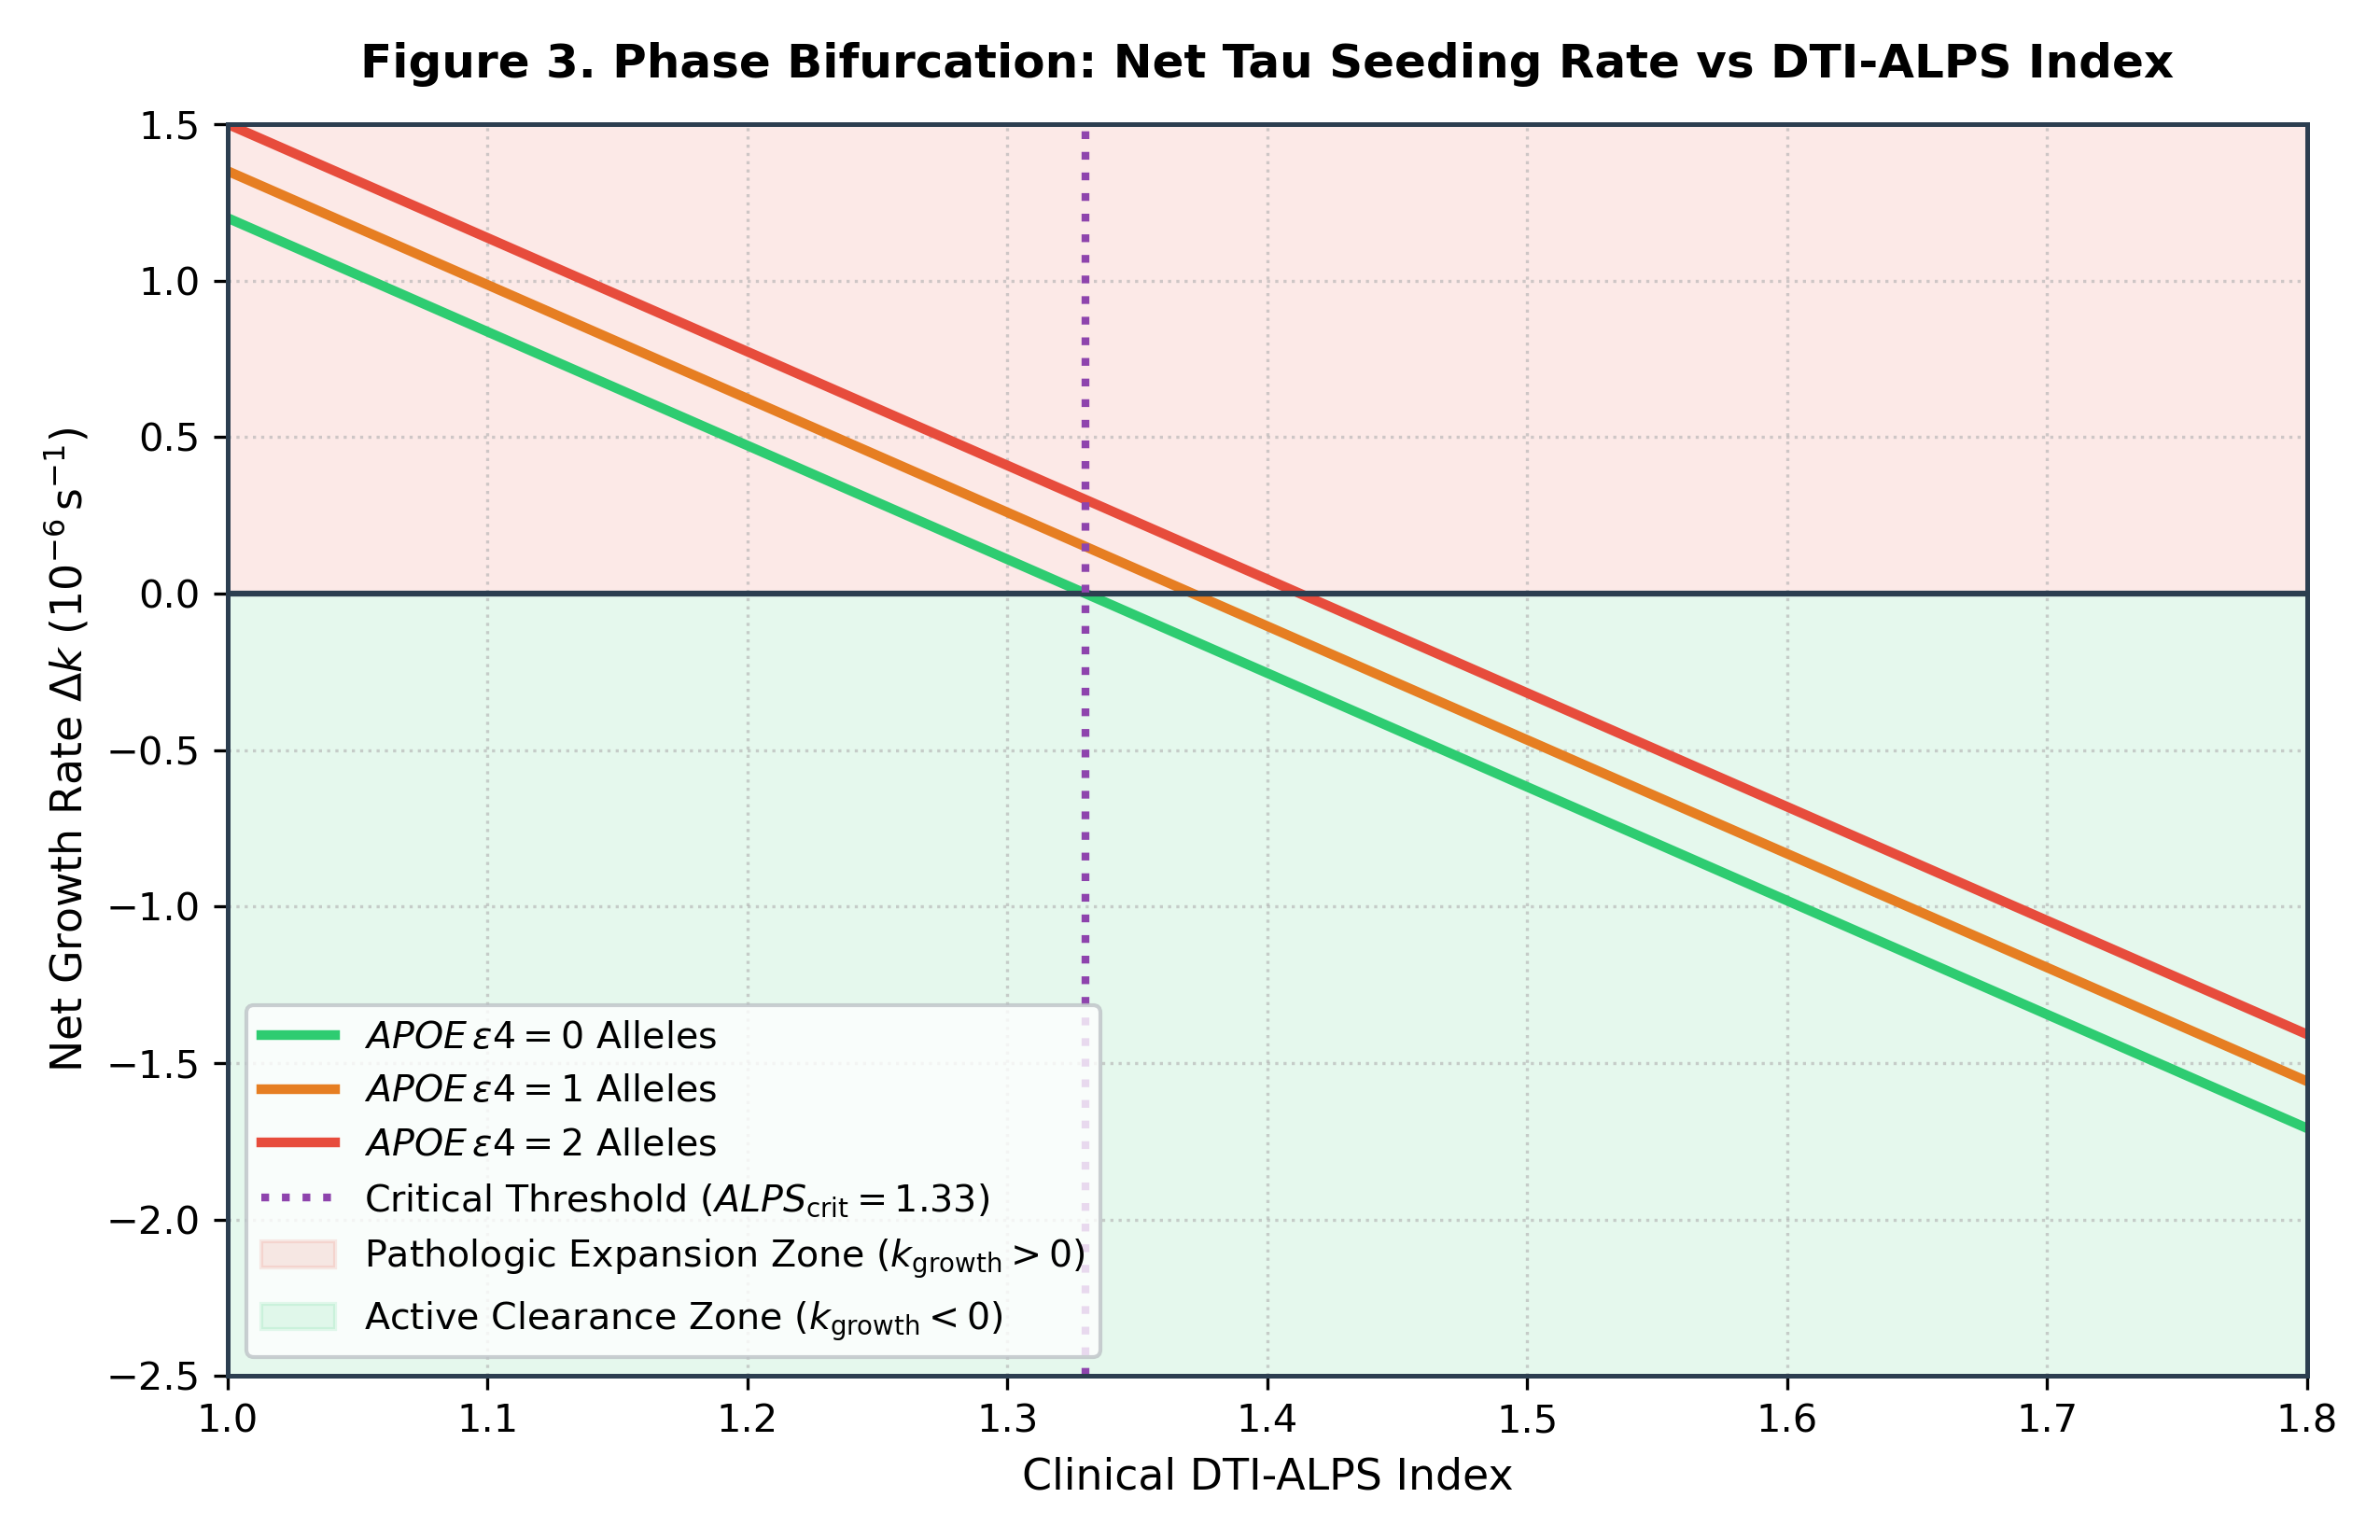 Figure 3. Phase Bifurcation: Net Tau Seeding Rate vs DTI-ALPS Index
Net Growth Rate Δk (10⁻⁶ s⁻¹)
1.5
1.0
0.5
0.0
−0.5
−1.0
−1.5
−2.0
−2.5
APOE ε4 = 0 Alleles
APOE ε4 = 1 Alleles
APOE ε4 = 2 Alleles
Critical Threshold (ALPS_crit = 1.33)
Pathologic Expansion Zone (k_growth > 0)
Active Clearance Zone (k_growth < 0)
1.0 1.1 1.2 1.3 1.4 1.5 1.6 1.7 1.8
Clinical DTI-ALPS Index